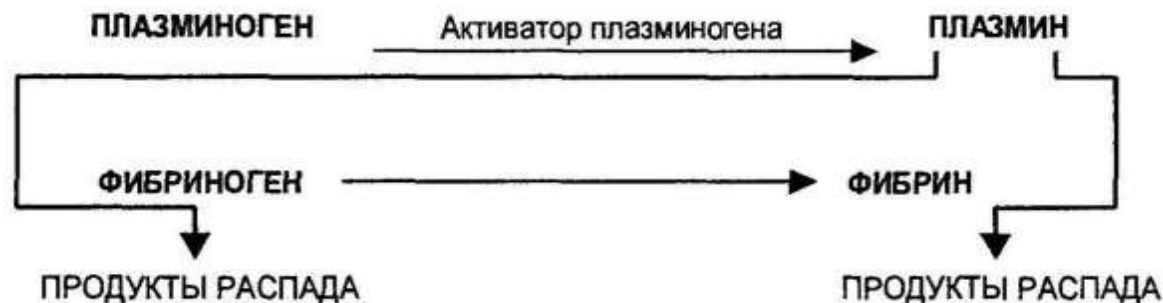 ПЛАЗМИНОГЕН Активатор плазминогена ПЛАЗМИН
ФИБРИНОГЕН ФИБРИН
ПРОДУКТЫ РАСПАДА ПРОДУКТЫ РАСПАДА